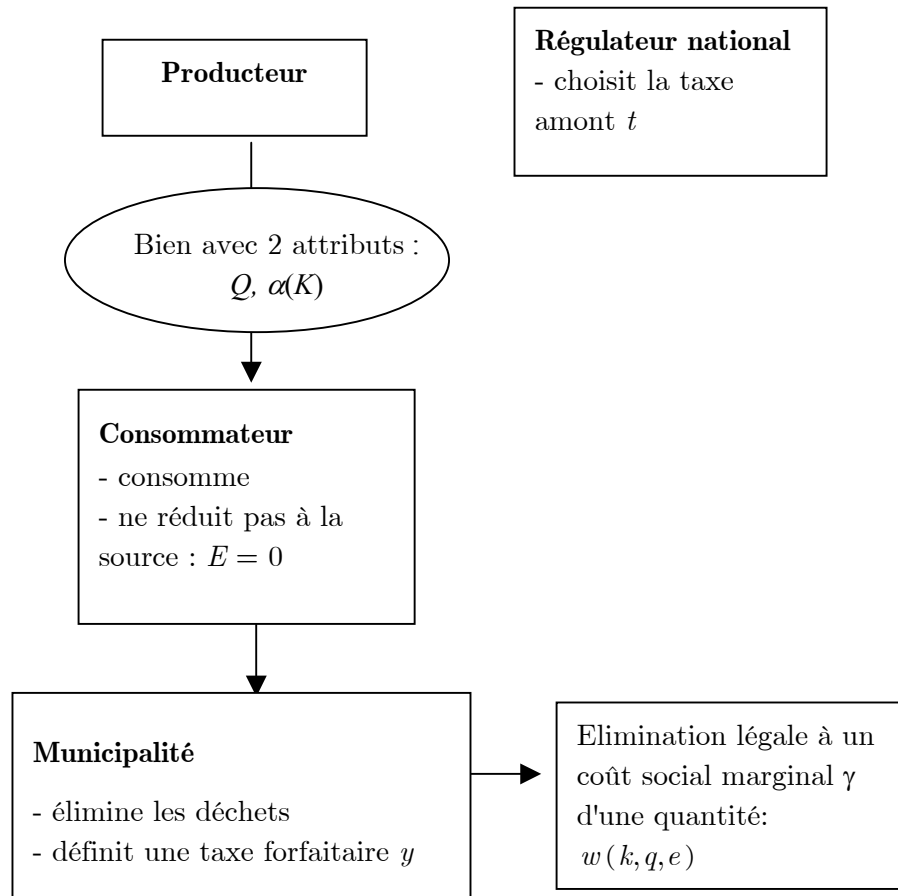 Producteur
Régulateur national
- choisit la taxe
amont t
Bien avec 2 attributs :
Q, α(K)
Consommateur
- consomme
- ne réduit pas à la
source : E = 0
Municipalité
- élimine les déchets
- définit une taxe forfaitaire y
Elimination légale à un
coût social marginal γ
d'une quantité:
w(k,q,e)